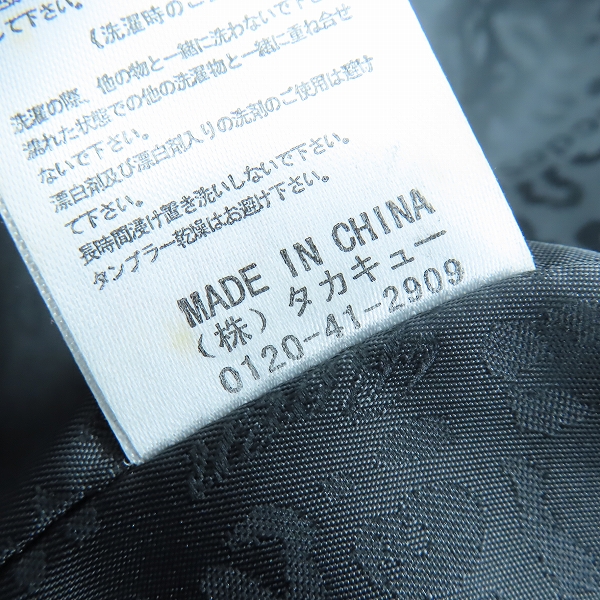 《洗濯時のご
洗濯の際、他の物と一緒に洗わない
濡れた状態での他の洗濯物と一緒に重ね合せ
ないで下さい。
漂白剤及び漂白剤入りの洗剤のご使用は避け
て下さい。
長時間浸け置き洗いしないで下さい。
タンブラー乾燥はお避け下さい。
MADE IN CHINA
(株)タカキュー
0120-41-2909